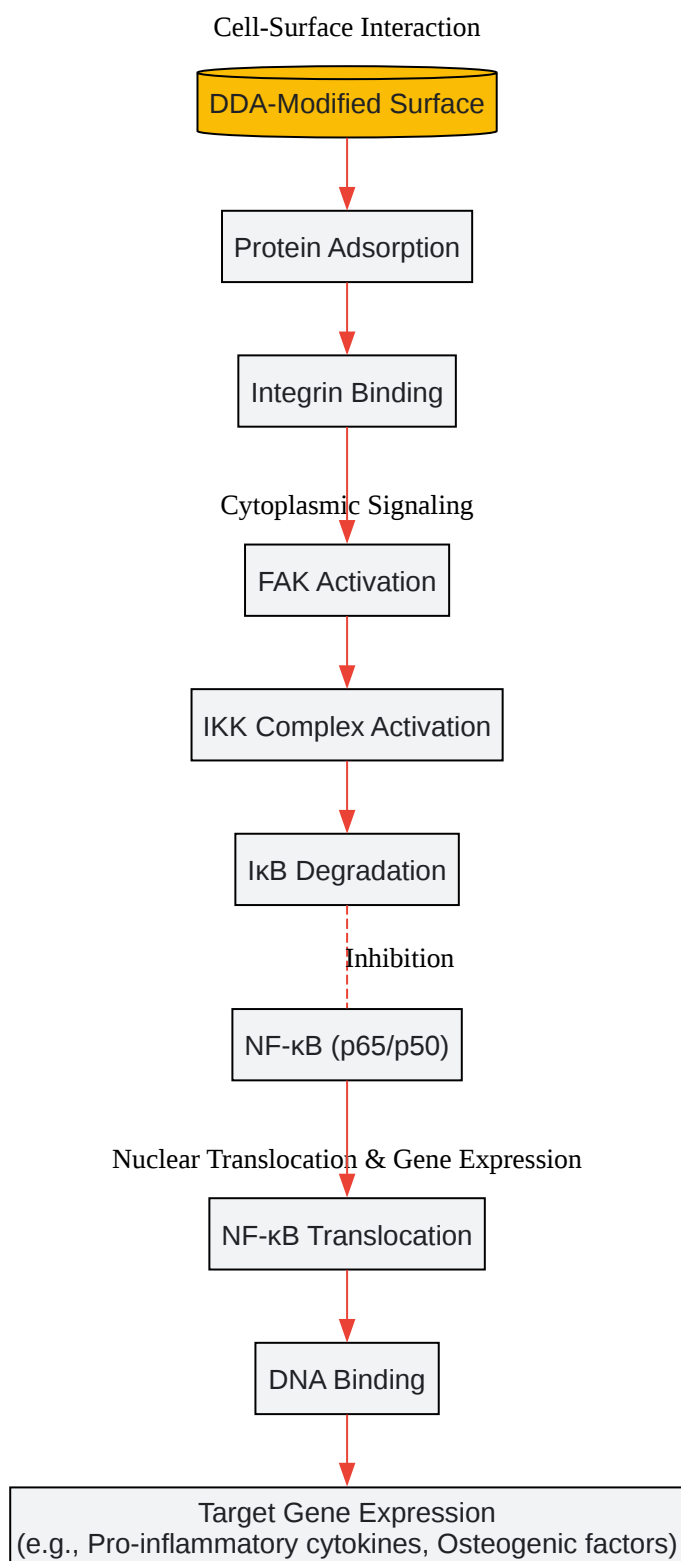 Cell-Surface Interaction
DDA-Modified Surface
Protein Adsorption
Integrin Binding
Cytoplasmic Signaling
FAK Activation
IKK Complex Activation
IκB Degradation
Inhibition
NF-κB (p65/p50)
Nuclear Translocation & Gene Expression
NF-κB Translocation
DNA Binding
Target Gene Expression
(e.g., Pro-inflammatory cytokines, Osteogenic factors)